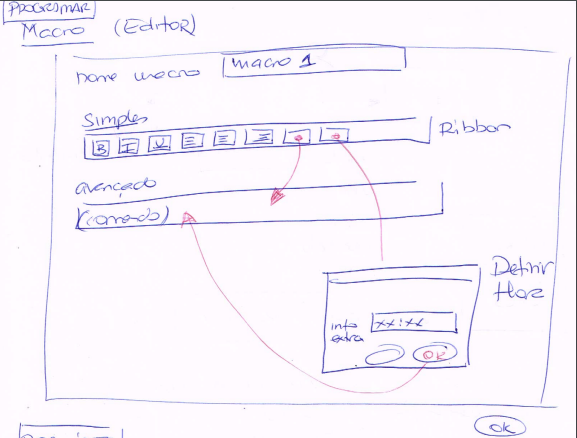 PROGRAMAR
Macro (Editor)
nome macro macro 1
Simples
B I U Ribbon
avançado
(comando)
Definir
Hora
info xx:xx
extra
OK
OK